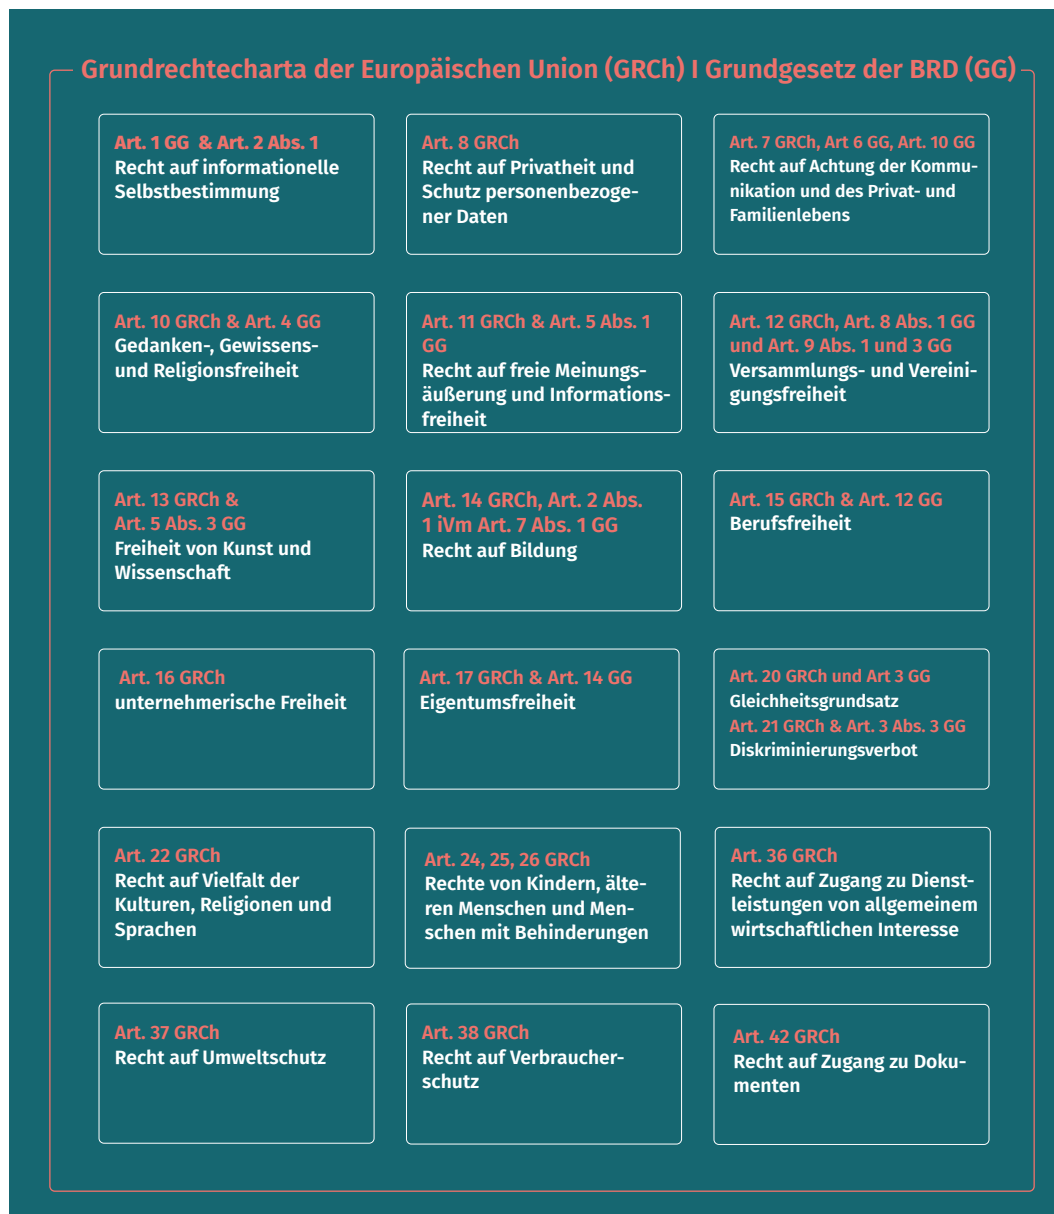 Grundrechtecharta der Europäischen Union (GRCh) I Grundgesetz der BRD (GG)
Art. 1 GG & Art. 2 Abs. 1
Recht auf informationelle
Selbstbestimmung
Art. 8 GRCh
Recht auf Privatheit und
Schutz personenbezoge-
ner Daten
Art. 7 GRCh, Art 6 GG, Art. 10 GG
Recht auf Achtung der Kommu-
nikation und des Privat- und
Familienlebens
Art. 10 GRCh & Art. 4 GG
Gedanken-, Gewissens-
und Religionsfreiheit
Art. 11 GRCh & Art. 5 Abs. 1
GG
Recht auf freie Meinungs-
äußerung und Informations-
freiheit
Art. 12 GRCh, Art. 8 Abs. 1 GG
und Art. 9 Abs. 1 und 3 GG
Versammlungs- und Vereini-
gungsfreiheit
Art. 13 GRCh &
Art. 5 Abs. 3 GG
Freiheit von Kunst und
Wissenschaft
Art. 14 GRCh, Art. 2 Abs.
1 iVm Art. 7 Abs. 1 GG
Recht auf Bildung
Art. 15 GRCh & Art. 12 GG
Berufsfreiheit
Art. 16 GRCh
unternehmerische Freiheit
Art. 17 GRCh & Art. 14 GG
Eigentumsfreiheit
Art. 20 GRCh und Art 3 GG
Gleichheitsgrundsatz
Art. 21 GRCh & Art. 3 Abs. 3 GG
Diskriminierungsverbot
Art. 22 GRCh
Recht auf Vielfalt der
Kulturen, Religionen und
Sprachen
Art. 24, 25, 26 GRCh
Rechte von Kindern, älte-
ren Menschen und Men-
schen mit Behinderungen
Art. 36 GRCh
Recht auf Zugang zu Dienst-
leistungen von allgemeinem
wirtschaftlichen Interesse
Art. 37 GRCh
Recht auf Umweltschutz
Art. 38 GRCh
Recht auf Verbraucher-
schutz
Art. 42 GRCh
Recht auf Zugang zu Doku-
menten